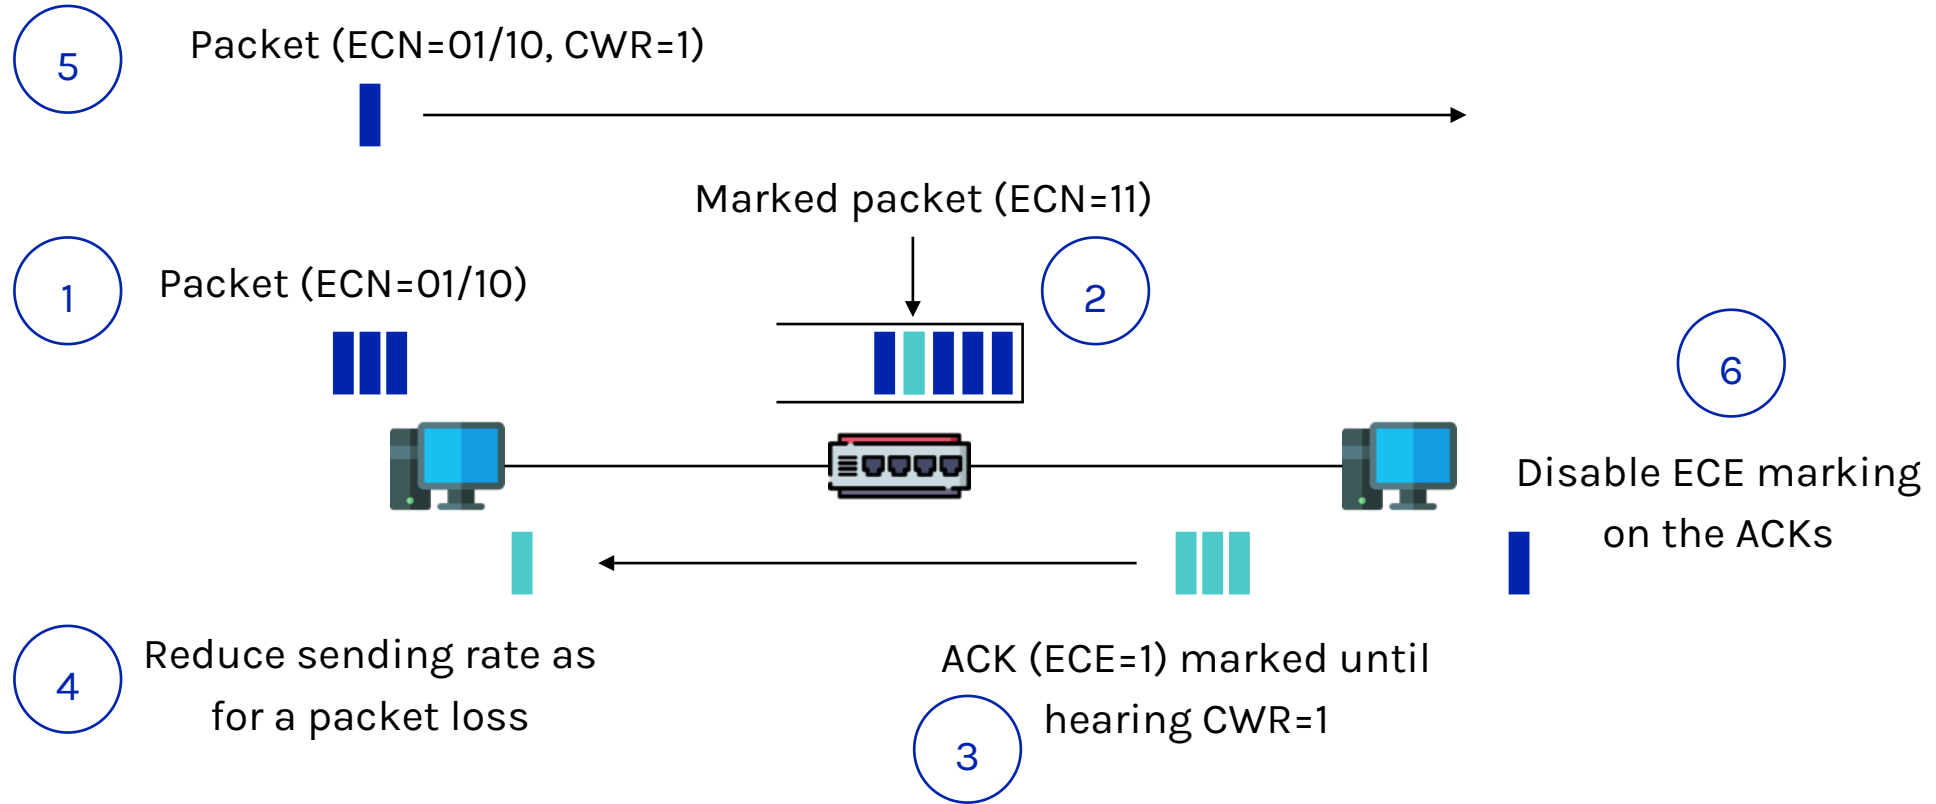 5
Packet (ECN=01/10, CWR=1)
Marked packet (ECN=11)
1
Packet (ECN=01/10)
2
6
Disable ECE marking
on the ACKs
4
Reduce sending rate as
for a packet loss
ACK (ECE=1) marked until
hearing CWR=1
3